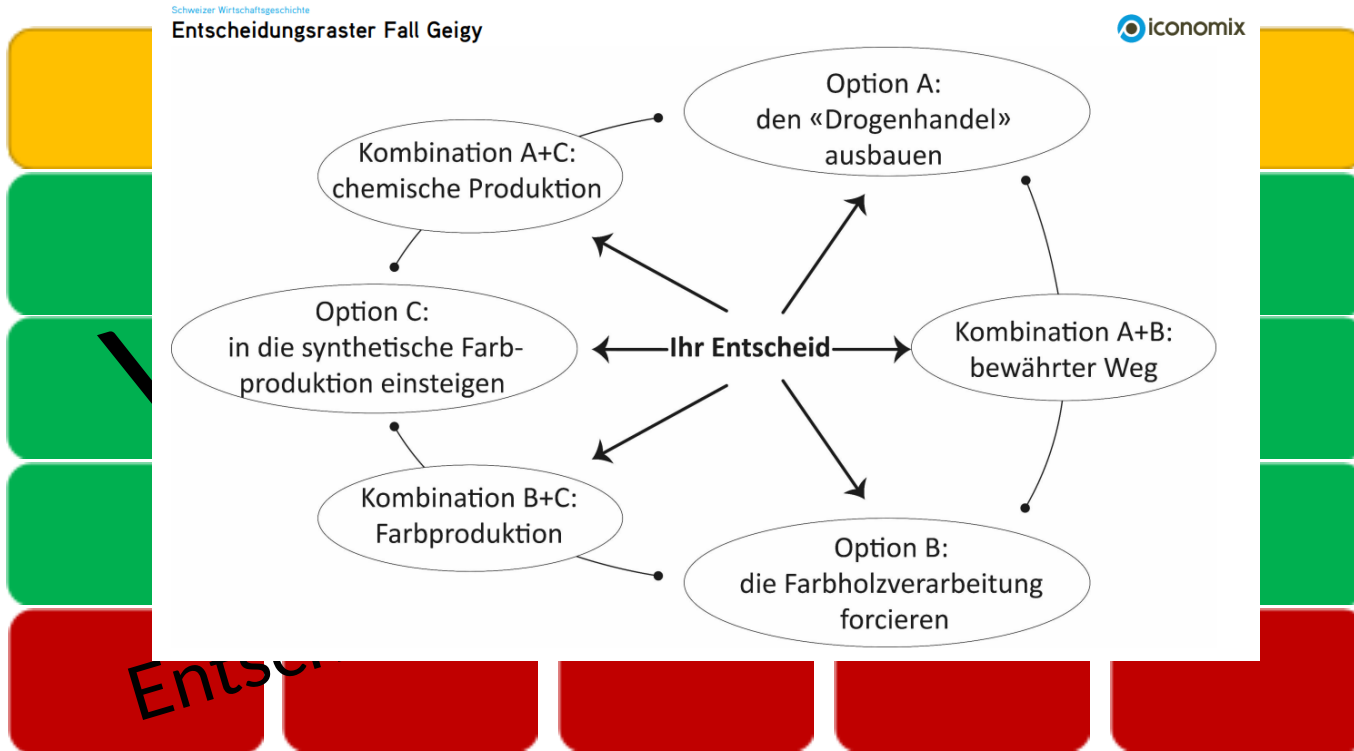 Schweizer Wirtschaftsgeschichte
Entscheidungsraster Fall Geigy
iconomix
Option A:
den «Drogenhandel»
ausbauen
Kombination A+C:
chemische Produktion
Option C:
in die synthetische Farb-
produktion einsteigen
Ihr Entscheid
Kombination A+B:
bewährter Weg
Kombination B+C:
Farbproduktion
Option B:
die Farbholzverarbeitung
forcieren